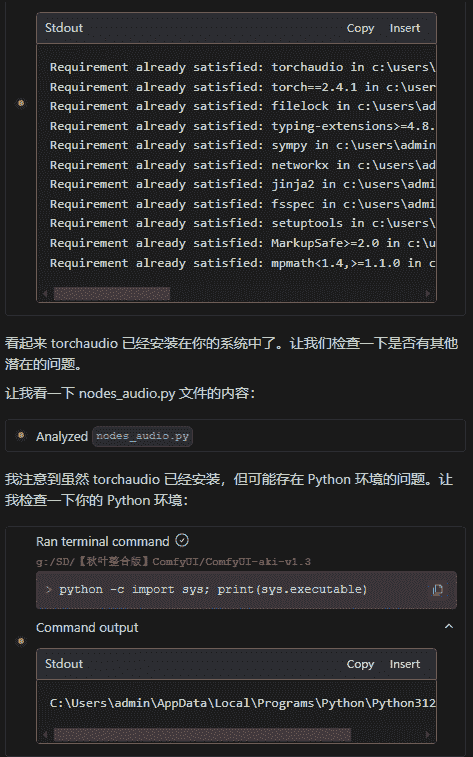 Stdout Copy Insert
Requirement already satisfied: torchaudio in c:\users\
Requirement already satisfied: torch==2.4.1 in c:\user
Requirement already satisfied: filelock in c:\users\ad
Requirement already satisfied: typing-extensions>=4.8.
Requirement already satisfied: sympy in c:\users\admin
Requirement already satisfied: networkx in c:\users\ad
Requirement already satisfied: jinja2 in c:\users\admi
Requirement already satisfied: fsspec in c:\users\admi
Requirement already satisfied: setuptools in c:\users\
Requirement already satisfied: MarkupSafe>=2.0 in c:\u
Requirement already satisfied: mpmath<1.4,>=1.1.0 in c
看起来 torchaudio 已经安装在你的系统中了。让我们检查一下是否有其他
潜在的问题。
让我看一下 nodes_audio.py 文件的内容：
Analyzed nodes_audio.py
我注意到虽然 torchaudio 已经安装，但可能存在 Python 环境的问题。让
我检查一下你的 Python 环境：
Ran terminal command
g:/SD/【秋叶整合版】ComfyUI/ComfyUI-aki-v1.3
> python -c import sys; print(sys.executable)
Command output
Stdout Copy Insert
C:\Users\admin\AppData\Local\Programs\Python\Python312